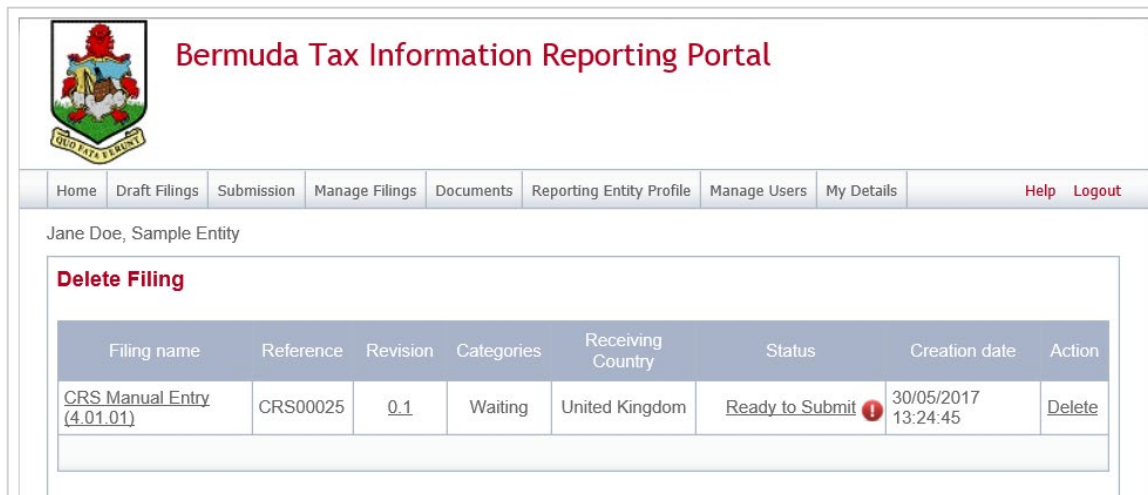 Bermuda Tax Information Reporting Portal
QUO FATA FERUNT
Home Draft Filings Submission Manage Filings Documents Reporting Entity Profile Manage Users My Details Help Logout
Jane Doe, Sample Entity
Delete Filing
Filing name Reference Revision Categories Receiving Country Status Creation date Action
CRS Manual Entry (4.01.01) CRS00025 0.1 Waiting United Kingdom Ready to Submit 30/05/2017 13:24:45 Delete